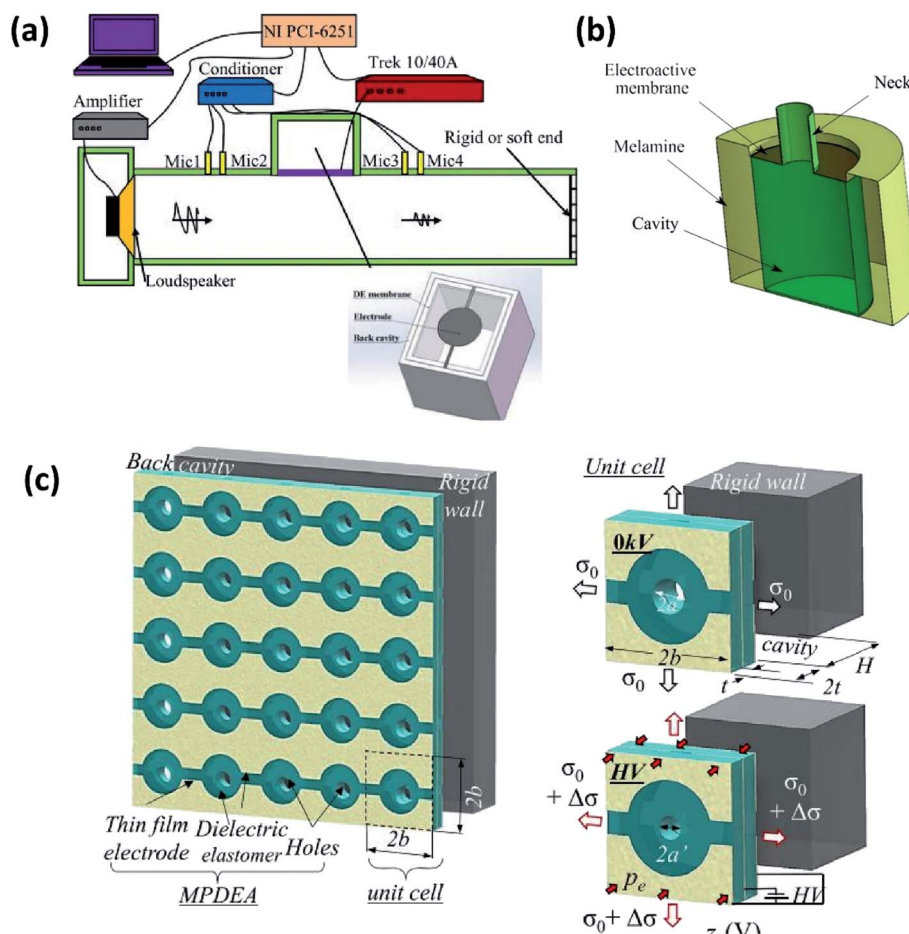 (a)
NI PCI-6251
Conditioner
Trek 10/40A
Amplifier
Rigid or soft end
Mic1
Mic2
Mic3
Mic4
Loudspeaker
DE membrane
Electrode
Back cavity
(b)
Electroactive
membrane
Neck
Melamine
Cavity
(c)
Back cavity
Rigid
wall
Thin film
electrode
Dielectric
elastomer
Holes
MPDEA
2b
2b
unit cell
Unit cell
Rigid wall
0kV
σ0
σ0
2b
σ0
cavity
H
t
2t
HV
σ0
+ Δσ
σ0
+ Δσ
2a'
pe
HV
σ0+ Δσ